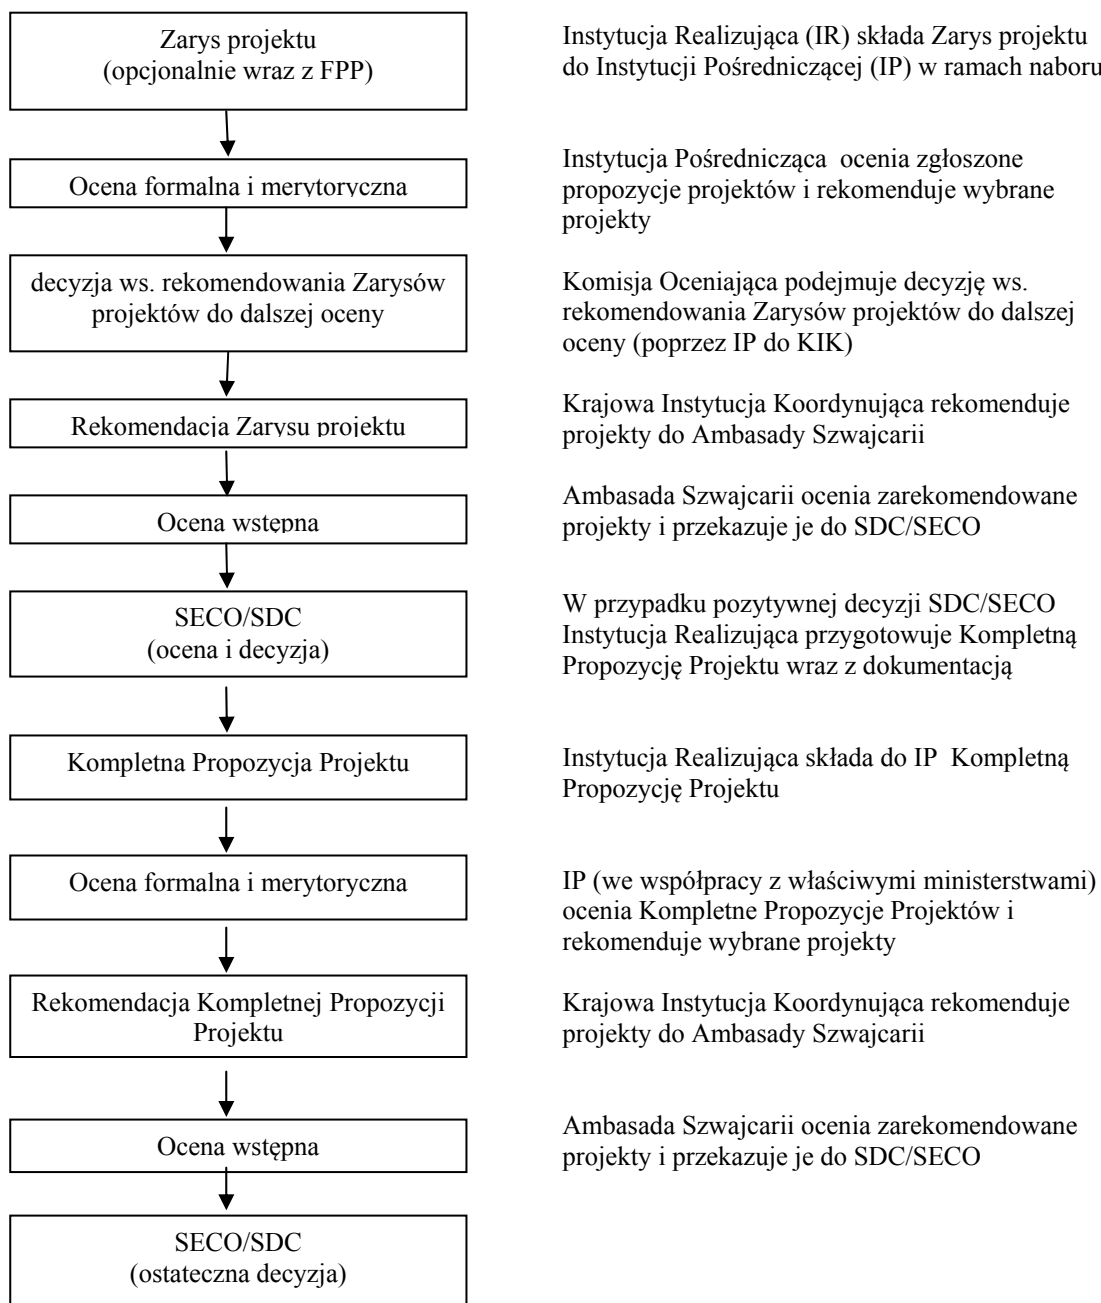 Zarys projektu
(opcjonalnie wraz z FPP)
Instytucja Realizująca (IR) składa Zarys projektu
do Instytucji Pośredniczącej (IP) w ramach naboru
Ocena formalna i merytoryczna
Instytucja Pośrednicząca ocenia zgłoszone
propozycje projektów i rekomenduje wybrane
projekty
decyzja ws. rekomendowania Zarysów
projektów do dalszej oceny
Komisja Oceniająca podejmuje decyzję ws.
rekomendowania Zarysów projektów do dalszej
oceny (poprzez IP do KIK)
Rekomendacja Zarysu projektu
Krajowa Instytucja Koordynująca rekomenduje
projekty do Ambasady Szwajcarii
Ocena wstępna
Ambasada Szwajcarii ocenia zarekomendowane
projekty i przekazuje je do SDC/SECO
SECO/SDC
(ocena i decyzja)
W przypadku pozytywnej decyzji SDC/SECO
Instytucja Realizująca przygotowuje Kompletną
Propozycję Projektu wraz z dokumentacją
Kompletna Propozycja Projektu
Instytucja Realizująca składa do IP Kompletną
Propozycję Projektu
Ocena formalna i merytoryczna
IP (we współpracy z właściwymi ministerstwami)
ocenia Kompletne Propozycje Projektów i
rekomenduje wybrane projekty
Rekomendacja Kompletnej Propozycji
Projektu
Krajowa Instytucja Koordynująca rekomenduje
projekty do Ambasady Szwajcarii
Ocena wstępna
Ambasada Szwajcarii ocenia zarekomendowane
projekty i przekazuje je do SDC/SECO
SECO/SDC
(ostateczna decyzja)